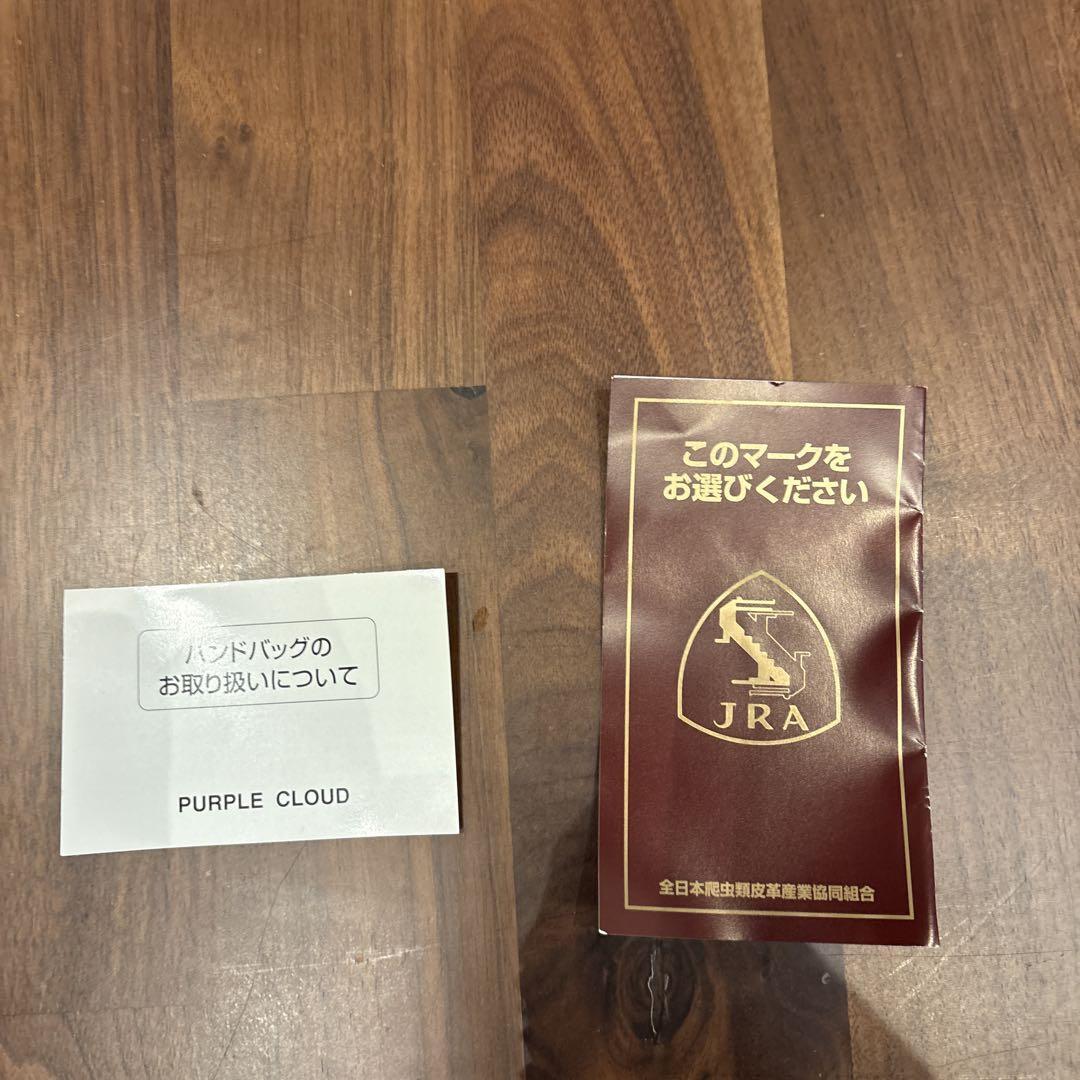 ハンドバッグの
お取り扱いについて
PURPLE CLOUD
このマークを
お選びください
JRA
全日本爬虫類皮革産業協同組合